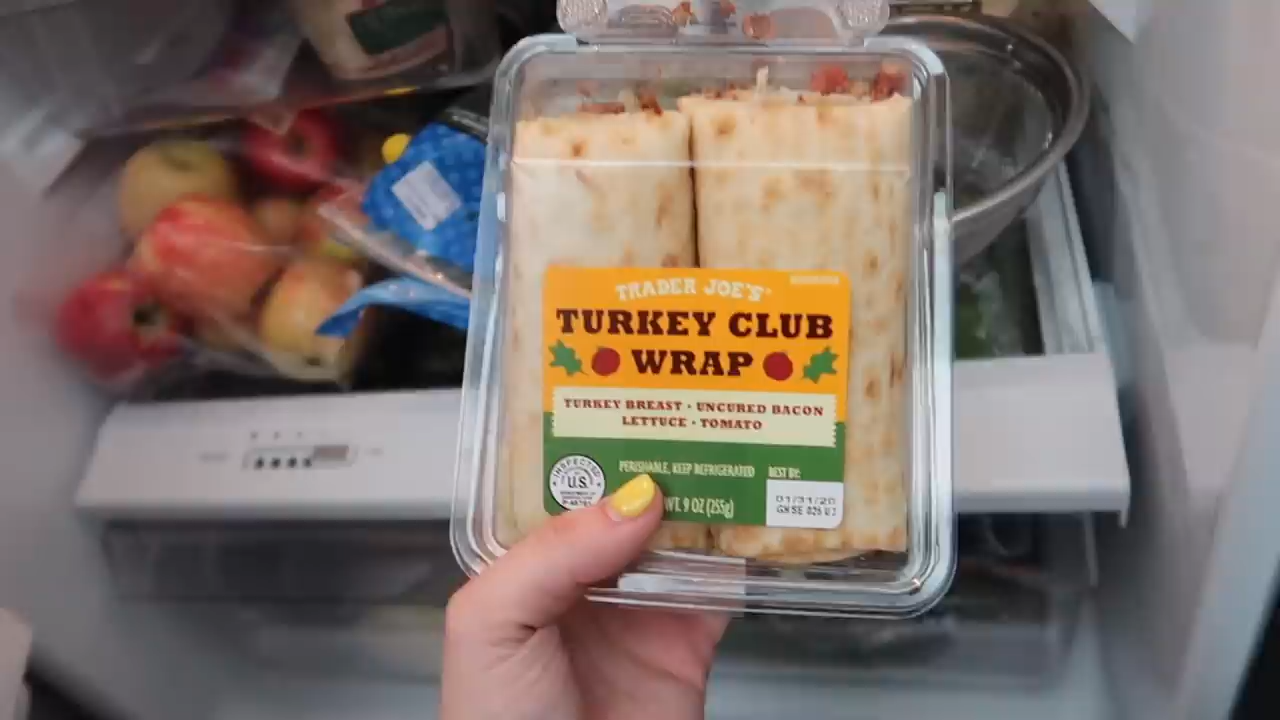 TRADER JOE'S
TURKEY CLUB
WRAP
TURKEY BREAST • UNCURED BACON
LETTUCE • TOMATO
INSPECTED
U.S.
PERISHABLE, KEEP REFRIGERATED
BEST BY:
WT. 9 OZ (255g)
01/31/20